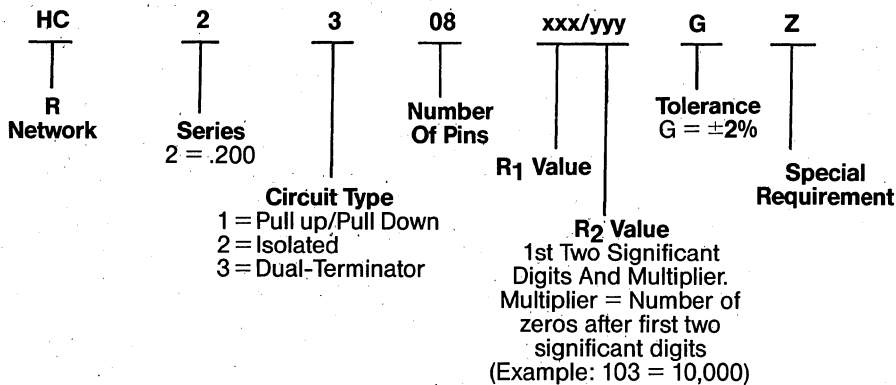 HC 2 3 08 xxx/yyy G Z
R
Network
Series
2 = .200
Circuit Type
1 = Pull up/Pull Down
2 = Isolated
3 = Dual-Terminator
Number
Of Pins
R1 Value
R2 Value
1st Two Significant
Digits And Multiplier.
Multiplier = Number of
zeros after first two
significant digits
(Example: 103 = 10,000)
Tolerance
G = ±2%
Special
Requirement